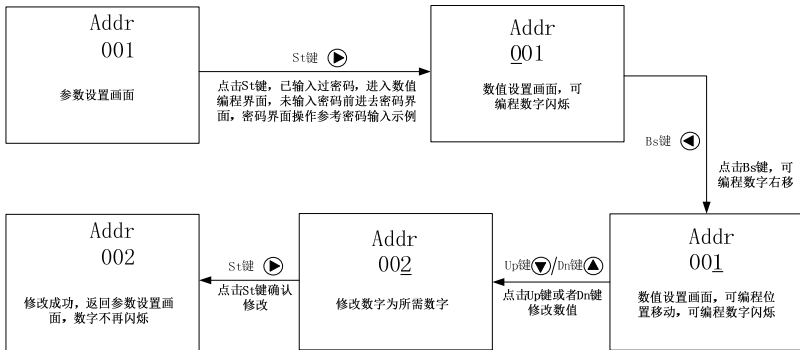 Addr
001
参数设置画面
St键
点击St键，已输入过密码，进入数值
编程界面，未输入密码前进去密码界
面，密码界面操作参考密码输入示例
Addr
001
数值设置画面，可
编程数字闪烁
Bs键
点击Bs键，可
编程数字右移
Addr
001
数值设置画面，可编程位
置移动，可编程数字闪烁
Up键/Dn键
点击Up键或者Dn键
修改数值
Addr
002
修改数字为所需数字
St键
点击St键确认
修改
Addr
002
修改成功，返回参数设置画
面，数字不再闪烁